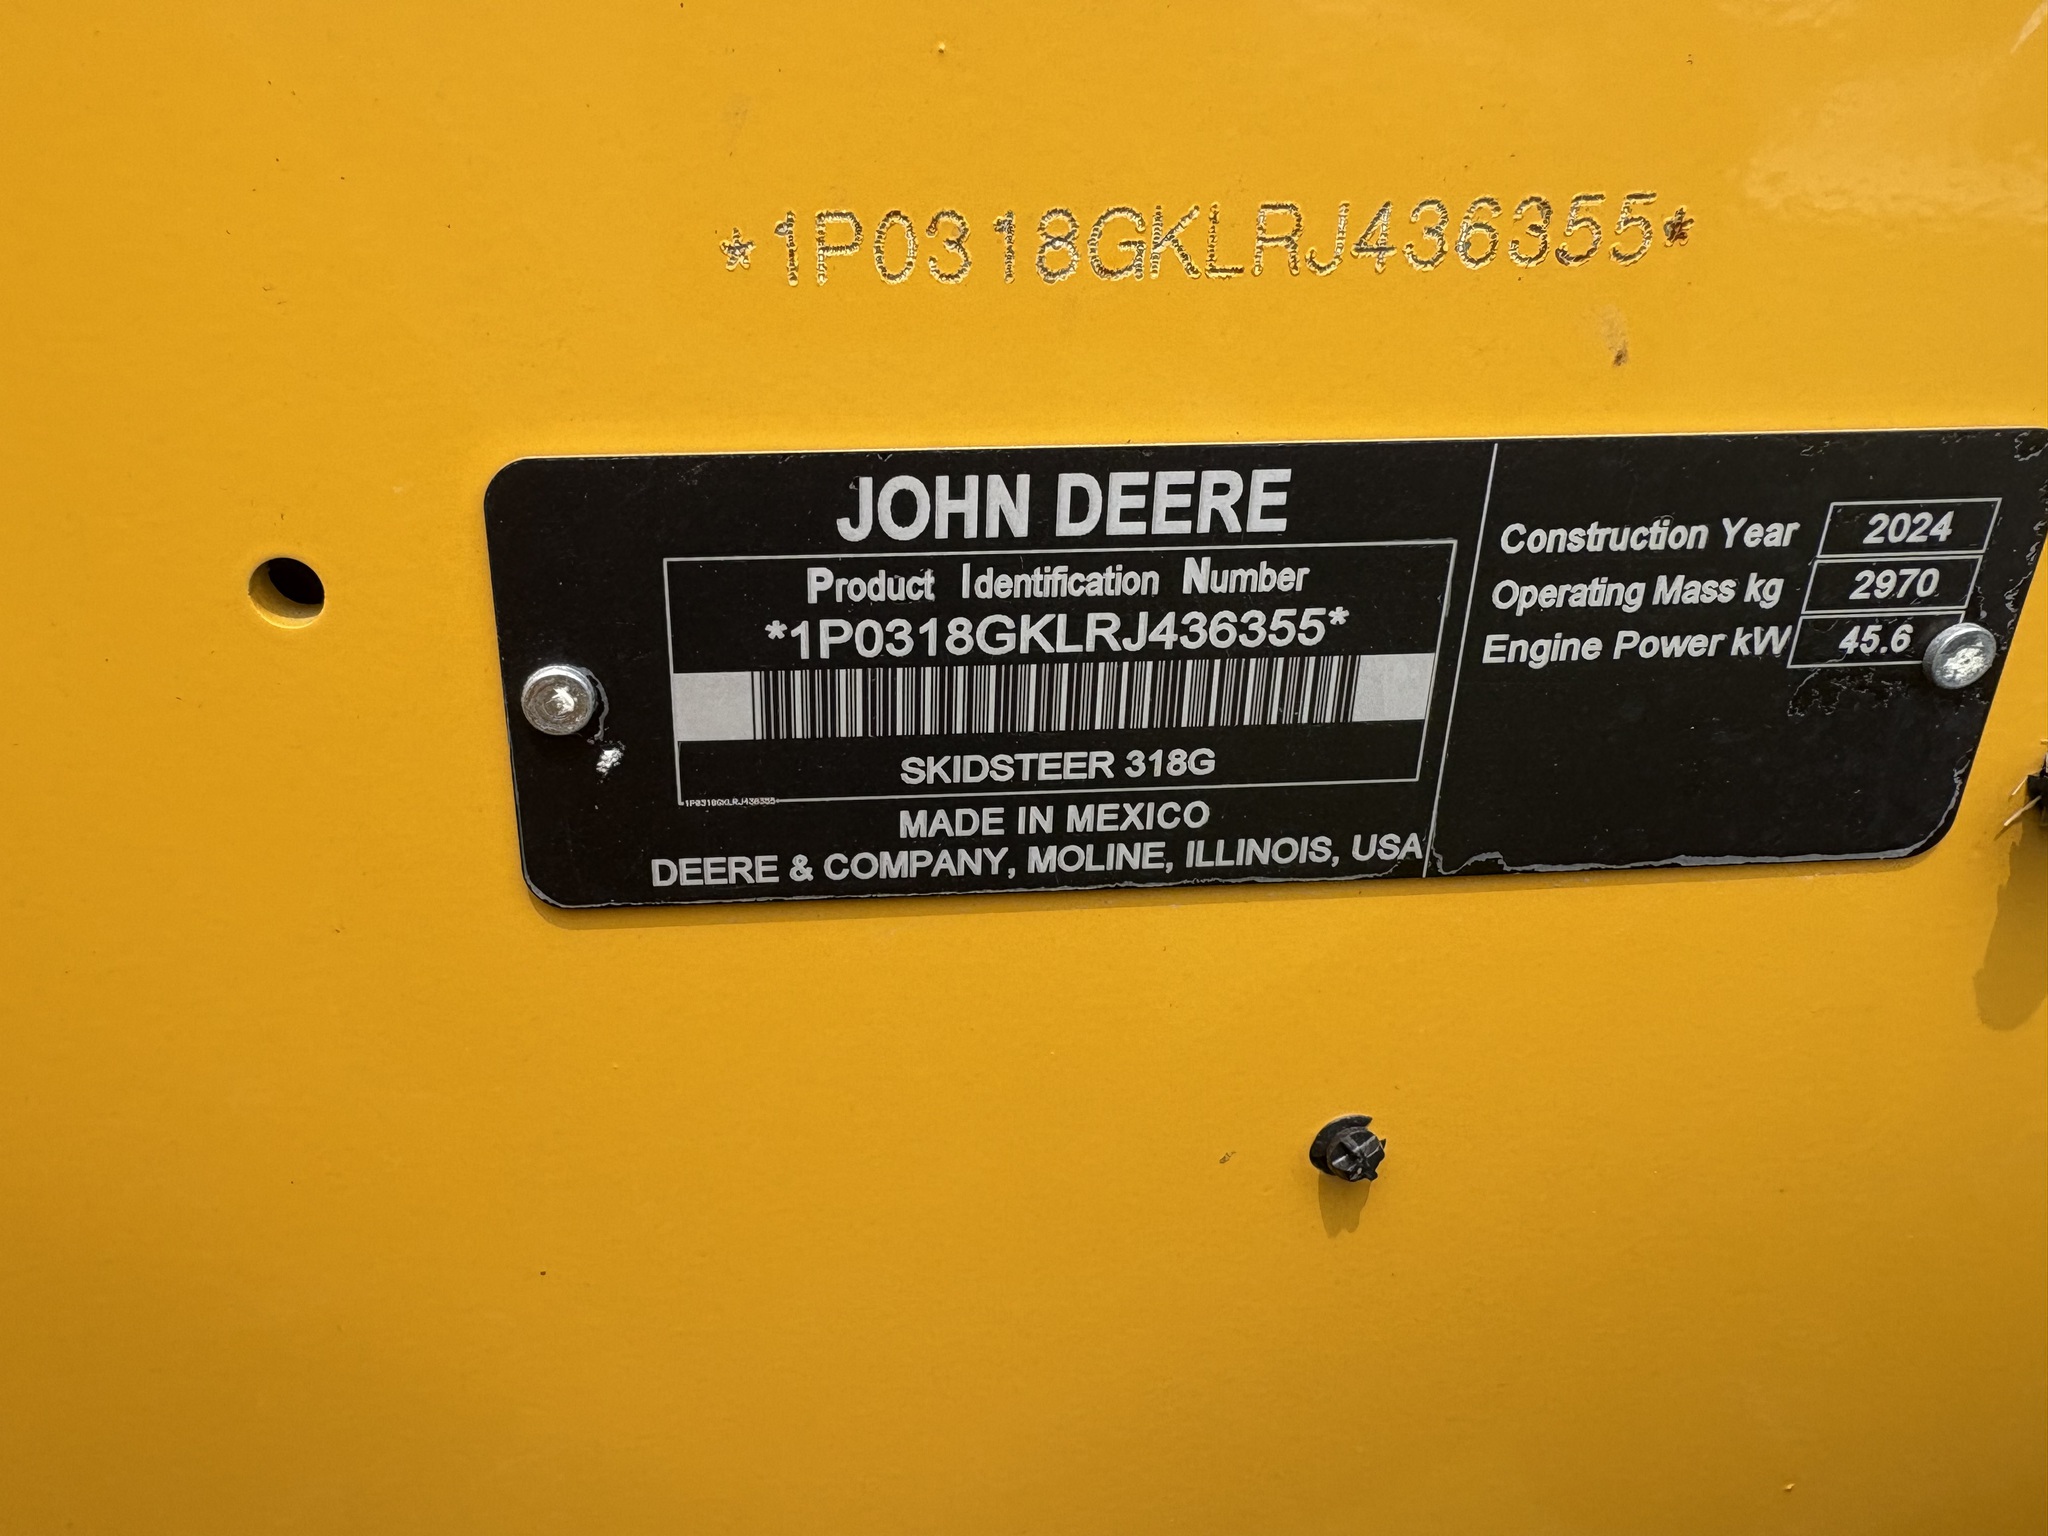 *1P0318GKLRJ436355*
JOHN DEERE
Product Identification Number
*1P0318GKLRJ436355*
SKIDSTEER 318G
*1P0318GKLRJ436355*
MADE IN MEXICO
DEERE & COMPANY, MOLINE, ILLINOIS, USA
Construction Year 2024
Operating Mass kg 2970
Engine Power kW 45.6